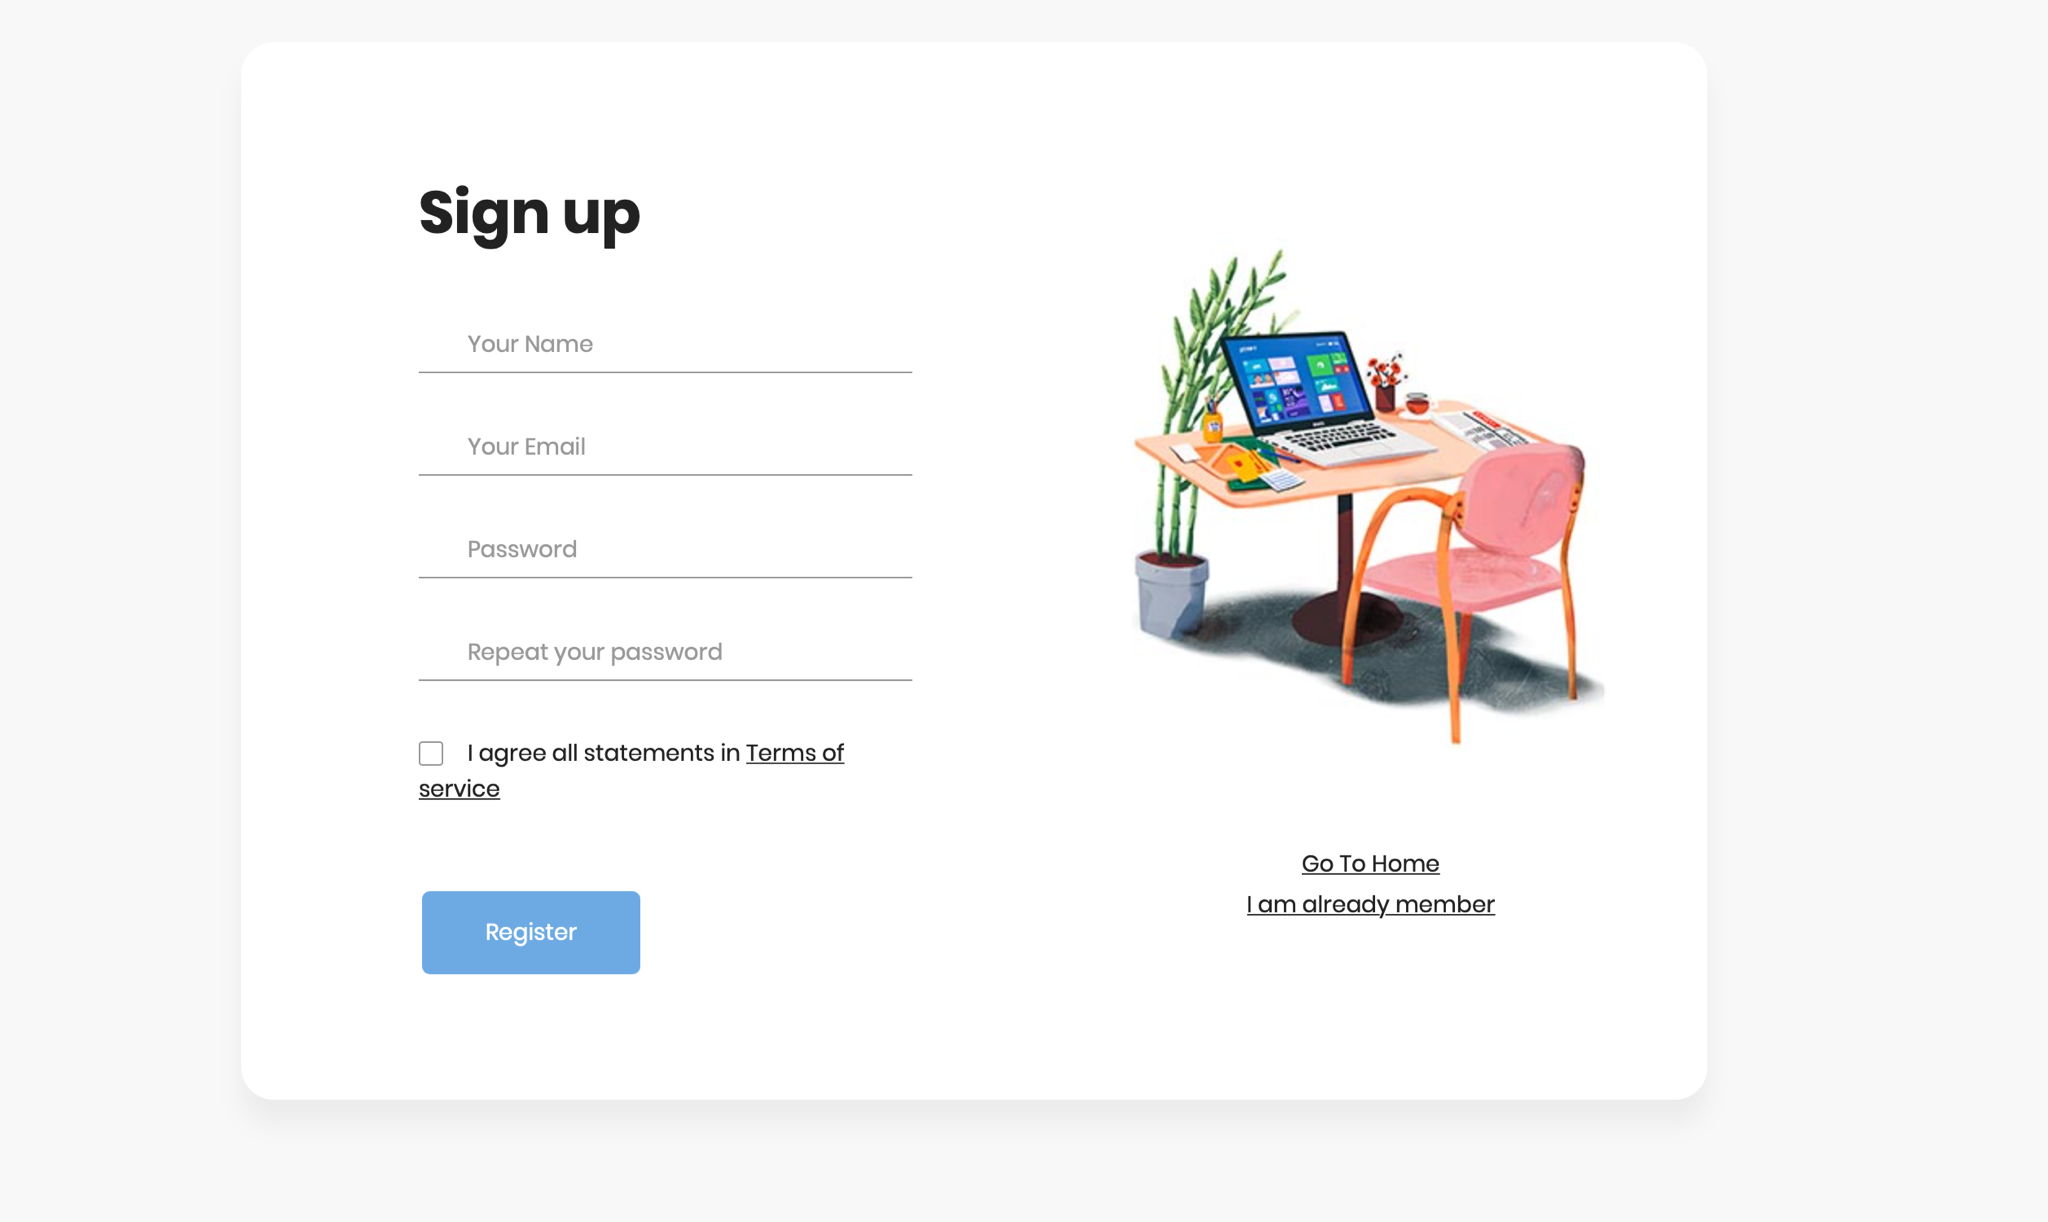 Sign up
Your Name
Your Email
Password
Repeat your password
I agree all statements in Terms of
service
Register
Go To Home
I am already member